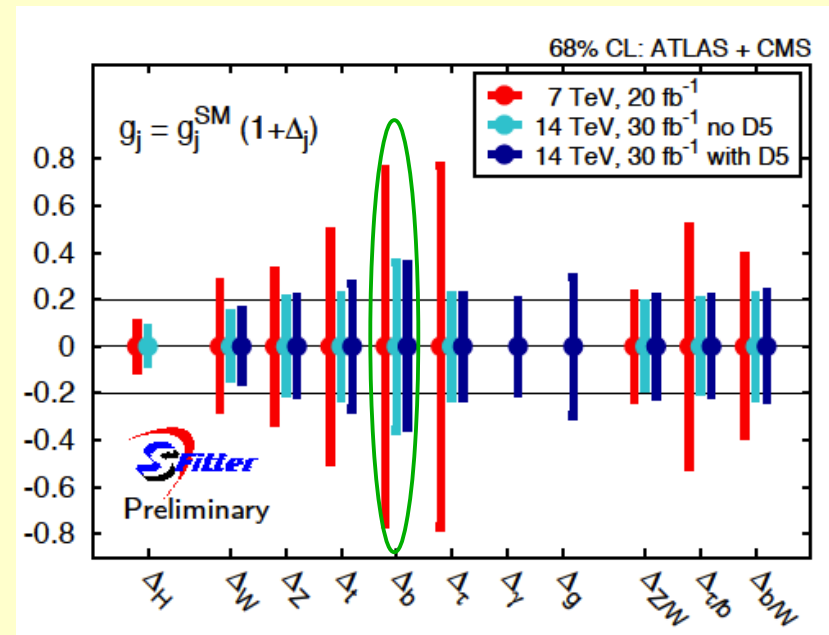 68% CL: ATLAS + CMS
g_j = g_j^SM (1+Δ_j)
7 TeV, 20 fb⁻¹
14 TeV, 30 fb⁻¹ no D5
14 TeV, 30 fb⁻¹ with D5
0.8
0.6
0.4
0.2
0
-0.2
-0.4
-0.6
-0.8
SFitter
Preliminary
Δ_H Δ_W Δ_Z Δ_t Δ_b Δ_τ Δ_γ Δ_g Δ_Z/W Δ_τ/b Δ_b/W